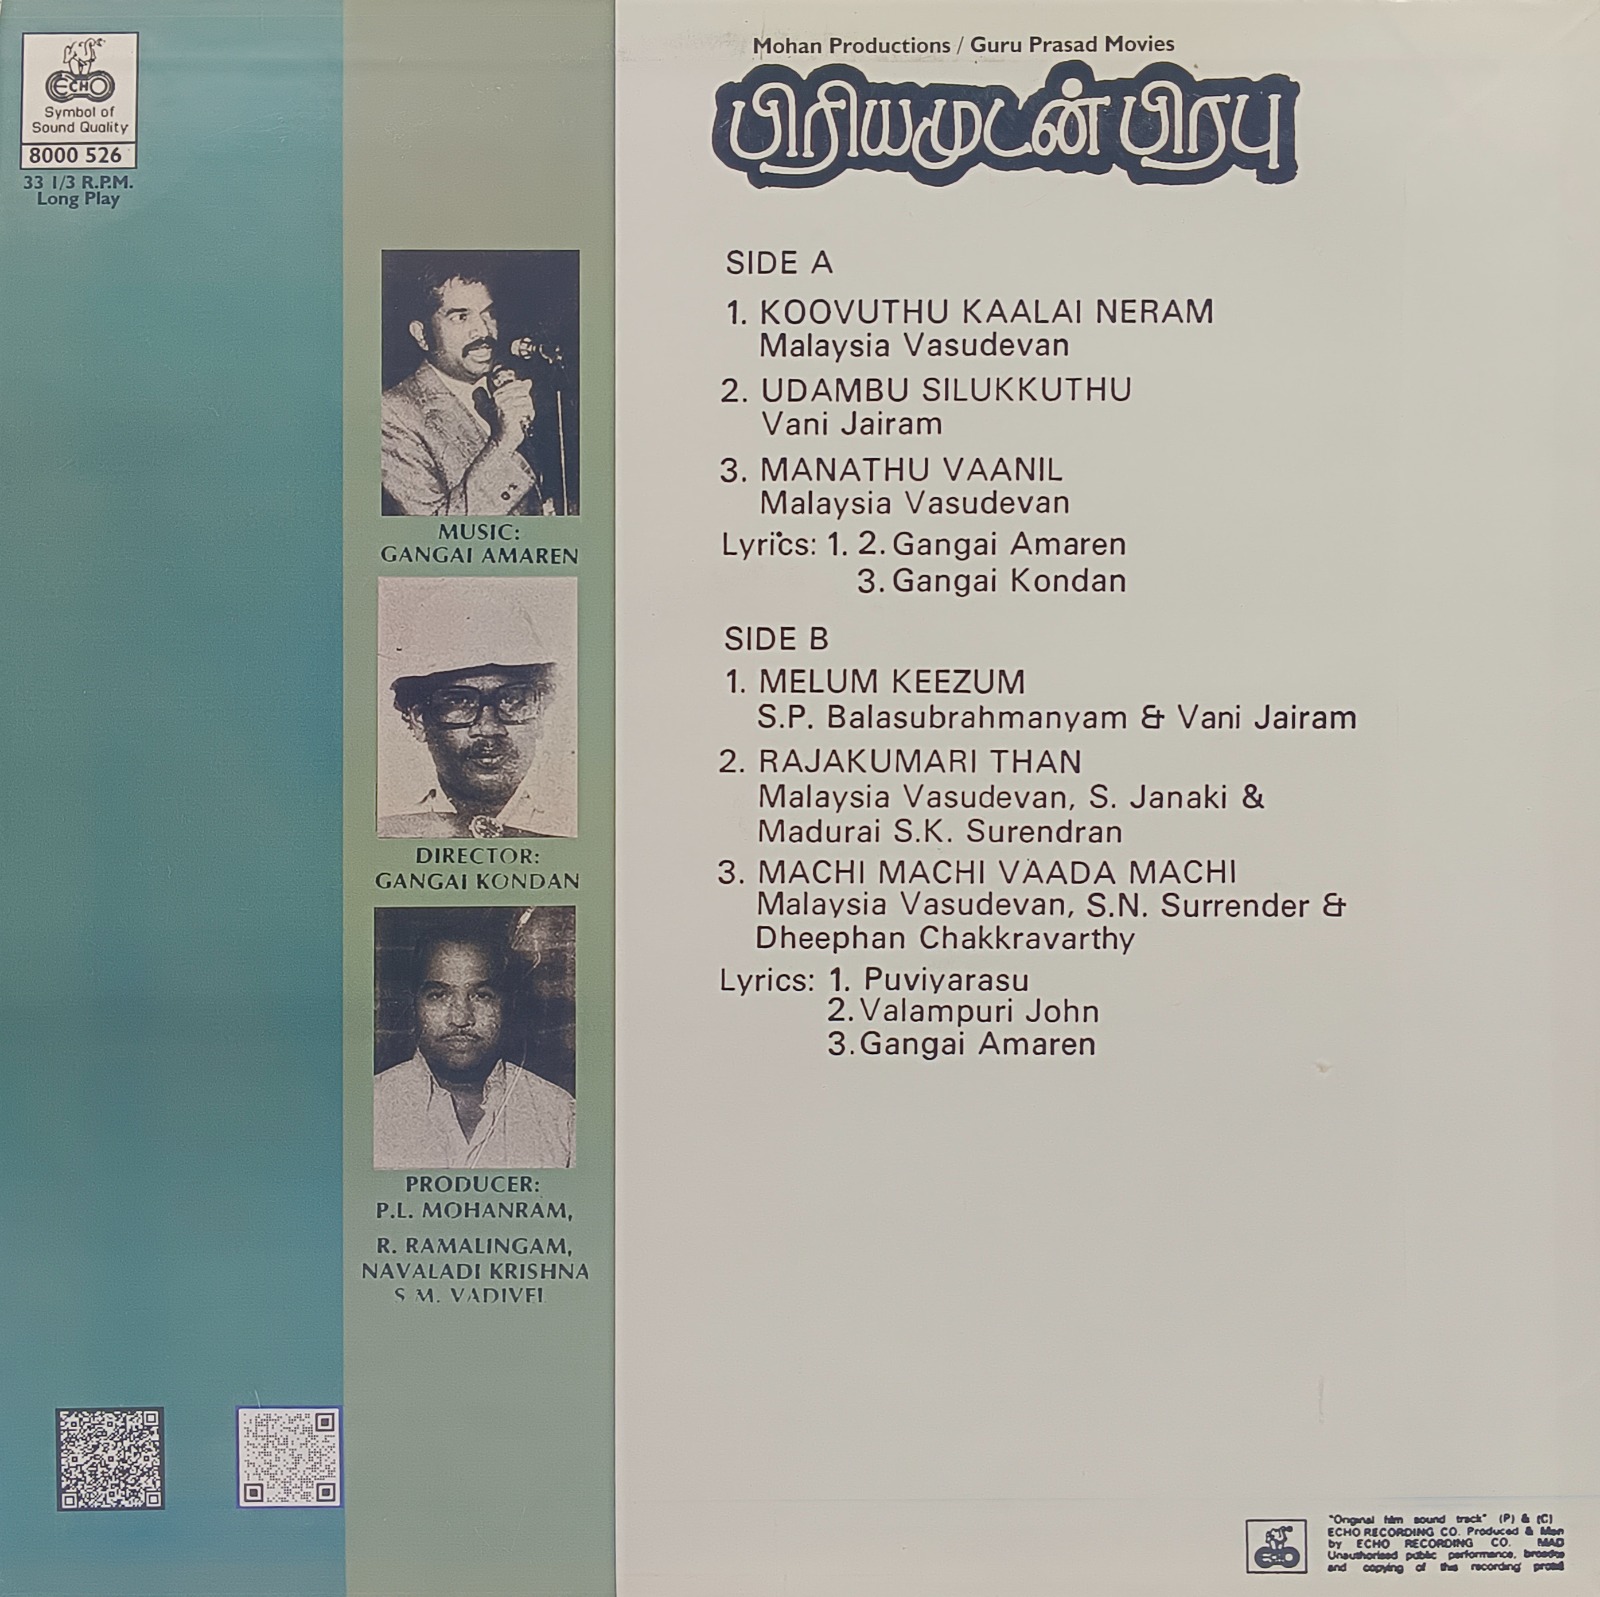 ECHO
Symbol of
Sound Quality
8000 526
33 1/3 R.P.M.
Long Play
MUSIC:
GANGAI AMAREN
DIRECTOR:
GANGAI KONDAN
PRODUCER:
P.L. MOHANRAM,
R. RAMALINGAM,
NAVALADI KRISHNA
S.M. VADIVEL
Mohan Productions / Guru Prasad Movies
பிரியமுடன் பிரபு
SIDE A
1. KOOVUTHU KAALAI NERAM
Malaysia Vasudevan
2. UDAMBU SILUKKUTHU
Vani Jairam
3. MANATHU VAANIL
Malaysia Vasudevan
Lyrics: 1. 2. Gangai Amaren
3. Gangai Kondan
SIDE B
1. MELUM KEEZUM
S.P. Balasubrahmanyam & Vani Jairam
2. RAJAKUMARI THAN
Malaysia Vasudevan, S. Janaki &
Madurai S.K. Surendran
3. MACHI MACHI VAADA MACHI
Malaysia Vasudevan, S.N. Surrender &
Dheephan Chakkravarthy
Lyrics: 1. Puviyarasu
2. Valampuri John
3. Gangai Amaren
ECHO
"Original film sound track" (P) & (C)
ECHO RECORDING CO. Produced & Man
by ECHO RECORDING CO. MAD
Unauthorised public performance, broadca
and copying of this recording prohi